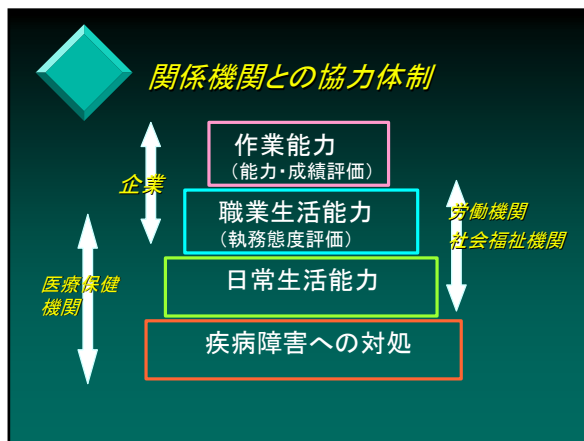 関係機関との協力体制
作業能力
（能力・成績評価）
企業
職業生活能力
（執務態度評価）
労働機関
社会福祉機関
日常生活能力
医療保健
機関
疾病障害への対処